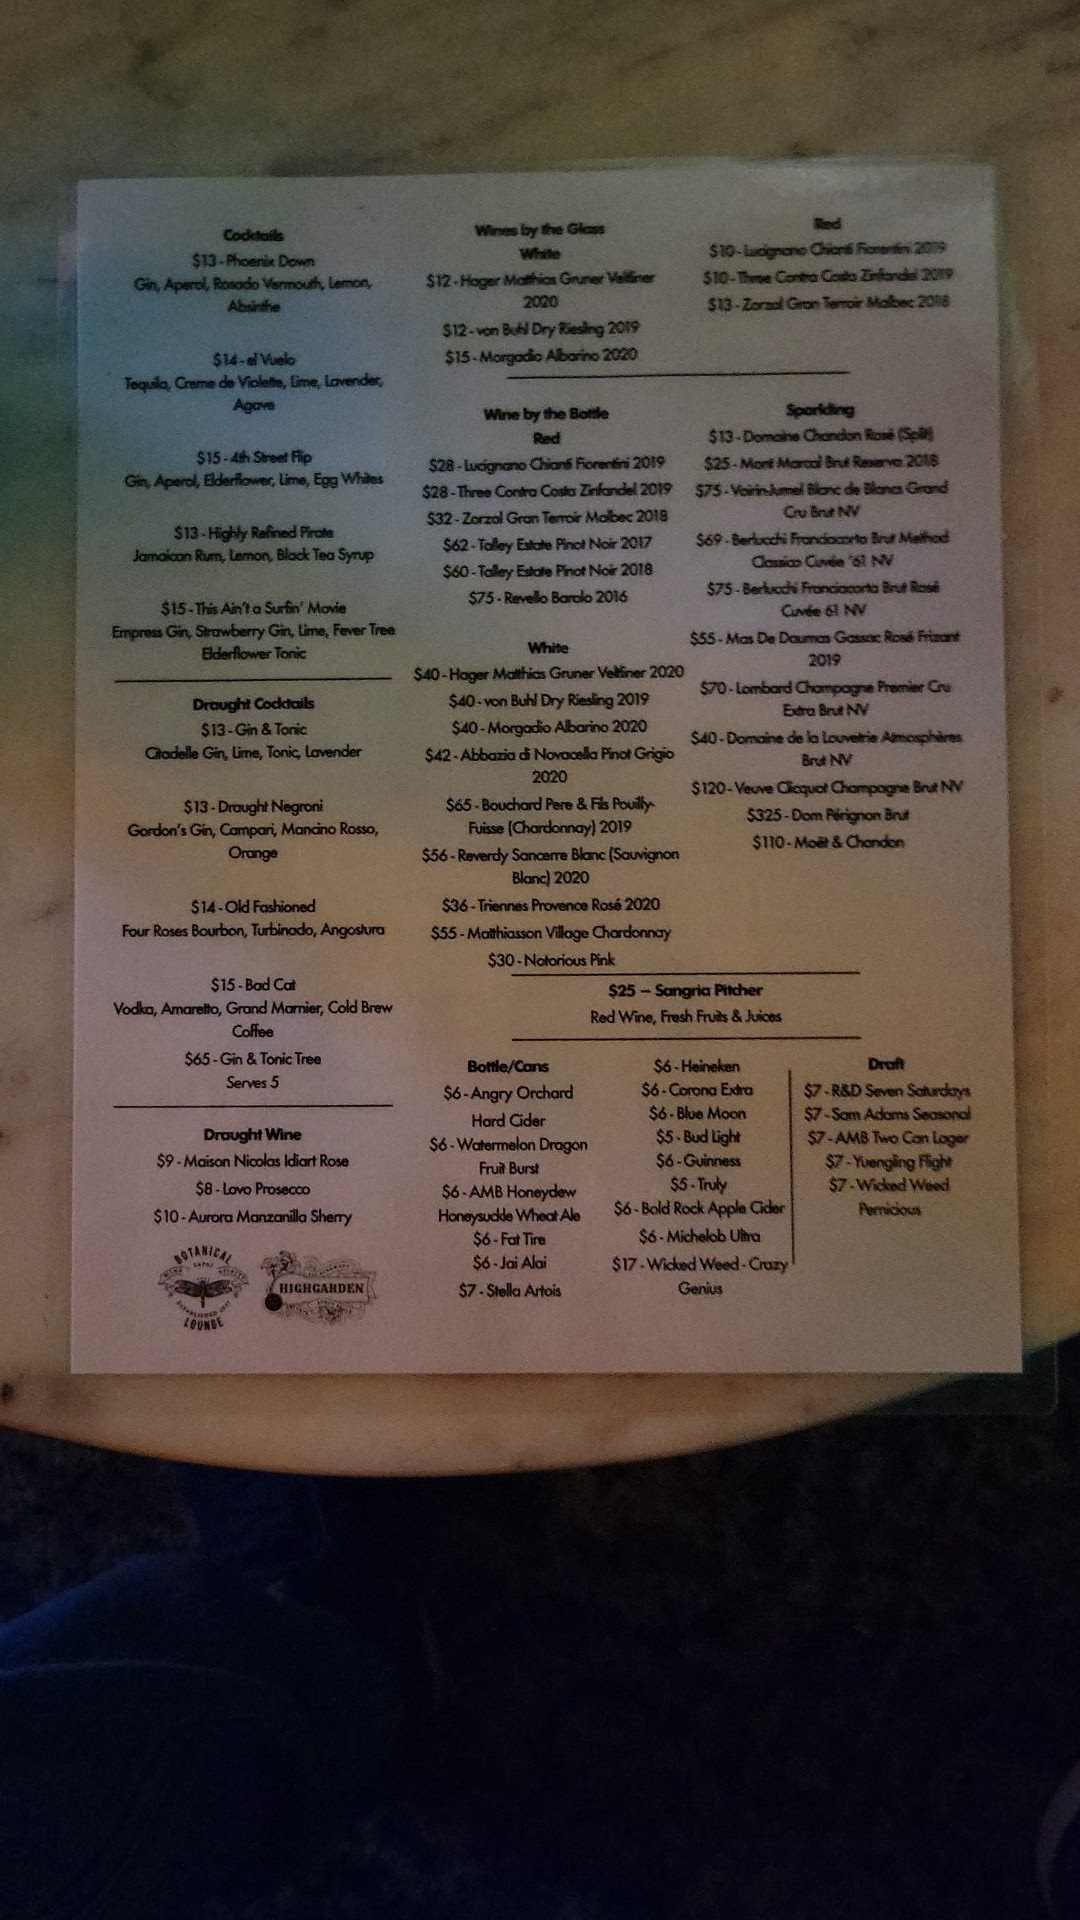 Cocktails
$13 - Phoenix Down
Gin, Aperol, Rosado Vermouth, Lemon,
Absinthe
$14 - el Vuelo
Tequila, Creme de Violette, Lime, Lavender,
Agave
$15 - 4th Street Flip
Gin, Aperol, Elderflower, Lime, Egg Whites
$13 - Highly Refined Pirate
Jamaican Rum, Lemon, Black Tea Syrup
$15 - This Ain't a Surfin' Movie
Empress Gin, Strawberry Gin, Lime, Fever Tree
Elderflower Tonic
Draught Cocktails
$13 - Gin & Tonic
Citadelle Gin, Lime, Tonic, Lavender
$13 - Draught Negroni
Gordon's Gin, Campari, Mancino Rosso,
Orange
$14 - Old Fashioned
Four Roses Bourbon, Turbinado, Angostura
$15 - Bad Cat
Vodka, Amaretto, Grand Marnier, Cold Brew
Coffee
$65 - Gin & Tonic Tree
Serves 5
Draught Wine
$9 - Maison Nicolas Idiart Rose
$8 - Lovo Prosecco
$10 - Aurora Manzanilla Sherry
BOTANICAL
LOUNGE
HIGHGARDEN
Wines by the Glass
White
$12 - Hager Matthias Gruner Veltliner
2020
$12 - von Buhl Dry Riesling 2019
$15 - Morgadio Albarino 2020
Red
$10 - Lucignano Chianti Fiorentini 2019
$10 - Three Contra Costa Zinfandel 2019
$13 - Zorzal Gran Terroir Malbec 2018
Wine by the Bottle
Red
$28 - Lucignano Chianti Fiorentini 2019
$28 - Three Contra Costa Zinfandel 2019
$32 - Zorzol Gran Terroir Malbec 2018
$62 - Talley Estate Pinot Noir 2017
$60 - Talley Estate Pinot Noir 2018
$75 - Revello Barolo 2016
White
$40 - Hager Matthias Gruner Veltliner 2020
$40 - von Buhl Dry Riesling 2019
$40 - Morgadio Albarino 2020
$42 - Abbazia di Novacella Pinot Grigio
2020
$65 - Bouchard Pere & Fils Pouilly-
Fuisse (Chardonnay) 2019
$56 - Reverdy Sancerre Blanc (Sauvignon
Blanc) 2020
$36 - Triennes Provence Rosé 2020
$55 - Matthiasson Village Chardonnay
$30 - Notorious Pink
Sparkling
$13 - Domaine Chandon Rosé (Split)
$25 - Mont Marcal Brut Reserva 2018
$75 - Voirin-Jumel Blanc de Blancs Grand
Cru Brut NV
$69 - Berlucchi Franciacorta Brut Method
Classico Cuvée '61 NV
$75 - Berlucchi Franciacorta Brut Rosé
Cuvée 61 NV
$55 - Mas De Daumas Gassac Rosé Frizant
2019
$70 - Lombard Champagne Premier Cru
Extra Brut NV
$40 - Domaine de la Louvetrie Atmosphères
Brut NV
$120 - Veuve Clicquot Champagne Brut NV
$325 - Dom Pérignon Brut
$110 - Moët & Chandon
$25 – Sangria Pitcher
Red Wine, Fresh Fruits & Juices
Bottle/Cans
$6 - Angry Orchard
Hard Cider
$6 - Watermelon Dragon
Fruit Burst
$6 - AMB Honeydew
Honeysuckle Wheat Ale
$6 - Fat Tire
$6 - Jai Alai
$7 - Stella Artois
$6 - Heineken
$6 - Corona Extra
$6 - Blue Moon
$5 - Bud Light
$6 - Guinness
$5 - Truly
$6 - Bold Rock Apple Cider
$6 - Michelob Ultra
$17 - Wicked Weed - Crazy
Genius
Draft
$7 - R&D Seven Saturdays
$7 - Sam Adams Seasonal
$7 - AMB Two Can Lager
$7 - Yuengling Flight
$7 - Wicked Weed
Pernicious